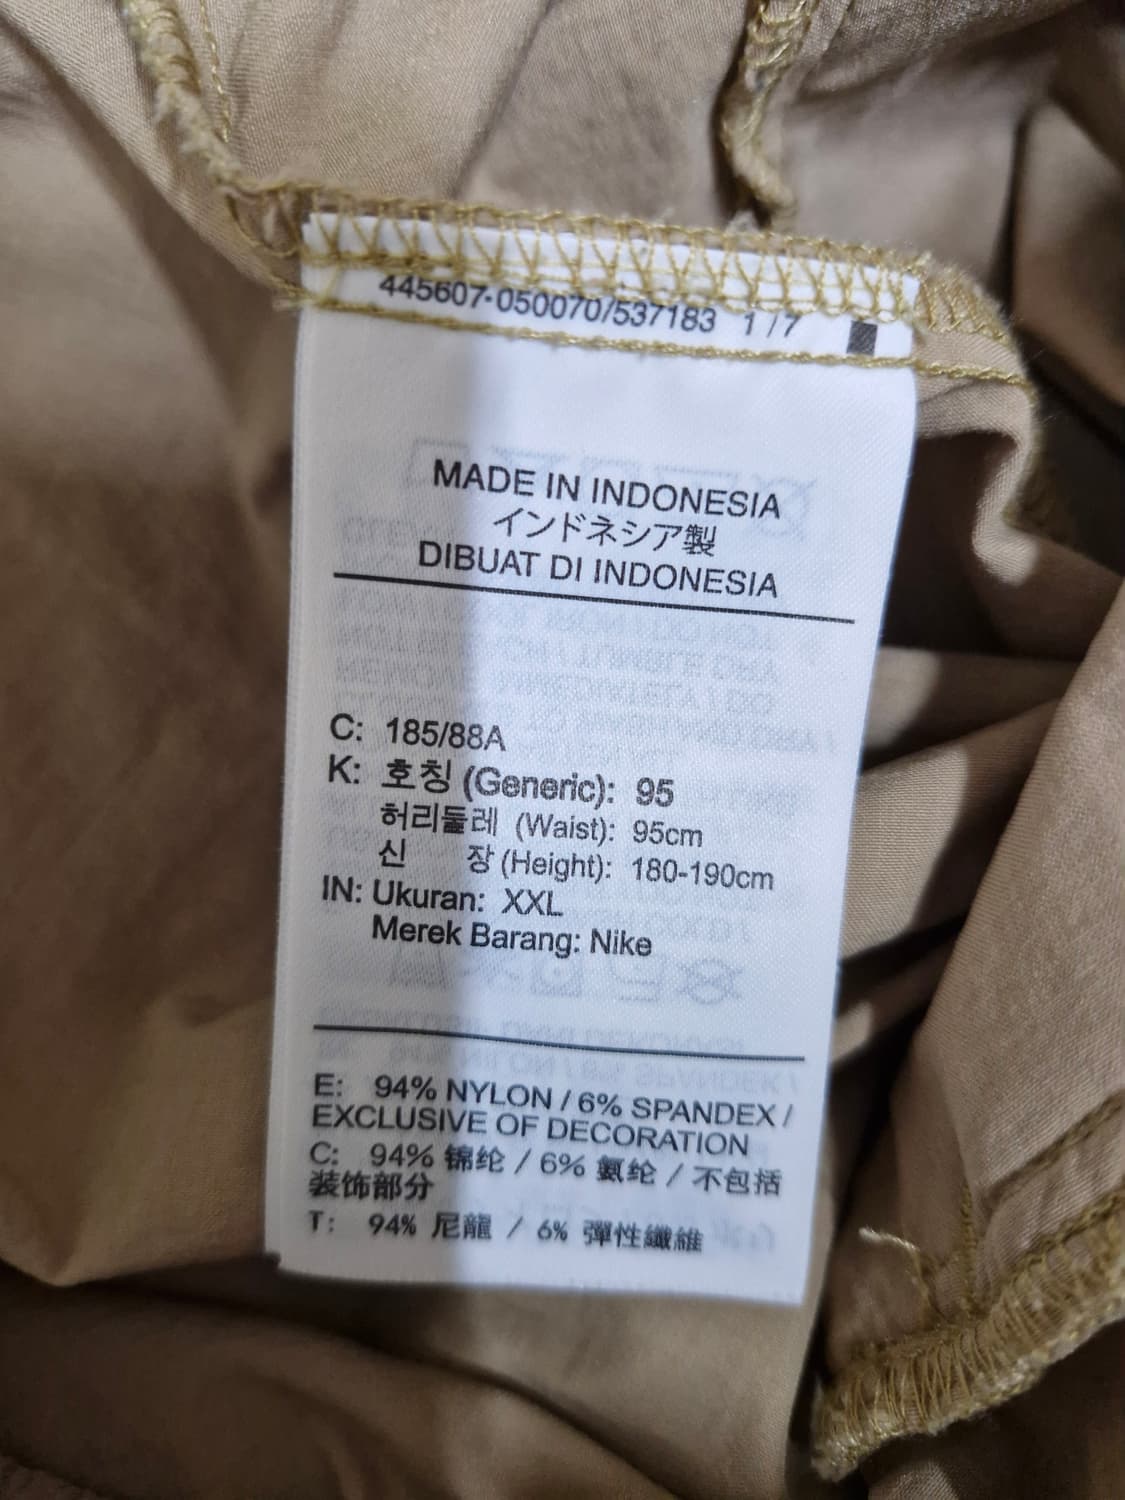 445607-050070/537183 1/7
MADE IN INDONESIA
インドネシア製
DIBUAT DI INDONESIA
C: 185/88A
K: 호칭 (Generic): 95
허리둘레 (Waist): 95cm
신 장 (Height): 180-190cm
IN: Ukuran: XXL
Merek Barang: Nike
E: 94% NYLON / 6% SPANDEX /
EXCLUSIVE OF DECORATION
C: 94% 锦纶 / 6% 氨纶 / 不包括
装饰部分
T: 94% 尼龍 / 6% 彈性纖維